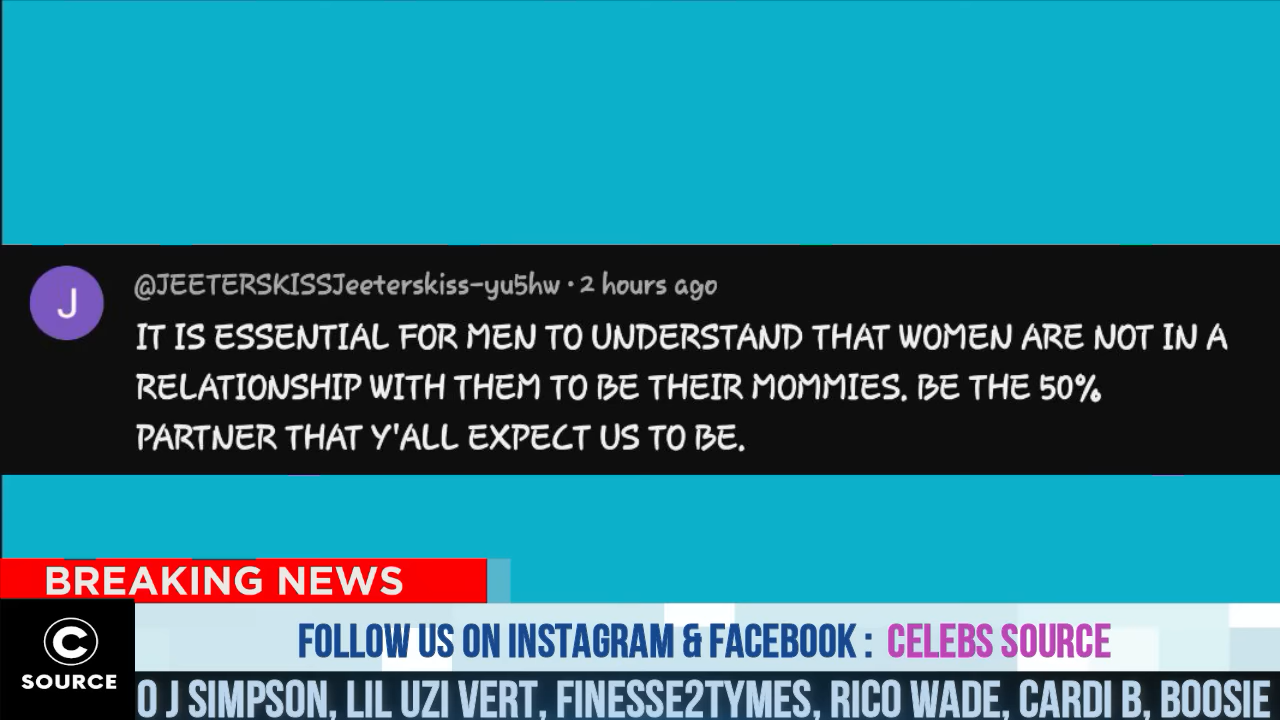 J
@JEETERSKISSJeeterskiss-yu5hw · 2 hours ago
IT IS ESSENTIAL FOR MEN TO UNDERSTAND THAT WOMEN ARE NOT IN A
RELATIONSHIP WITH THEM TO BE THEIR MOMMIES. BE THE 50%
PARTNER THAT Y'ALL EXPECT US TO BE.
BREAKING NEWS
C
SOURCE
FOLLOW US ON INSTAGRAM & FACEBOOK : CELEBS SOURCE
O J SIMPSON, LIL UZI VERT, FINESSE2TYMES, RICO WADE, CARDI B, BOOSIE